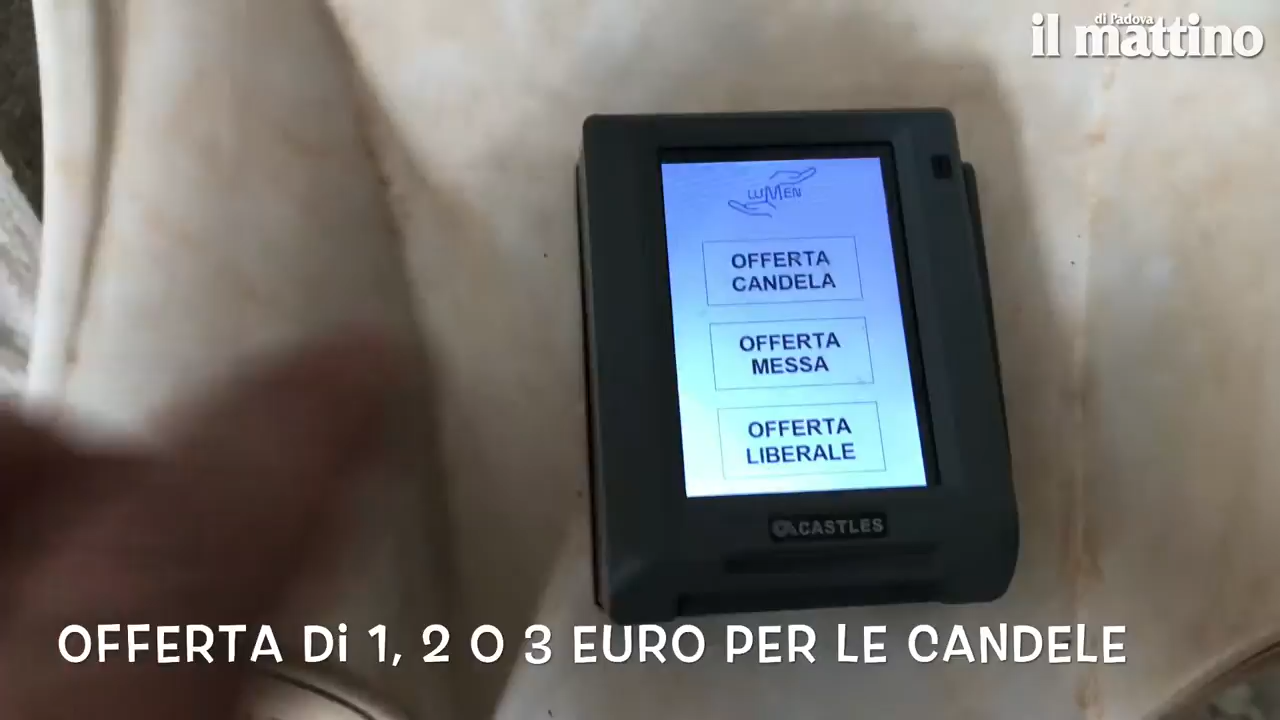 di Padova
il mattino
LUMEN
OFFERTA
CANDELA
OFFERTA
MESSA
OFFERTA
LIBERALE
CASTLES
OFFERTA Di 1, 2 O 3 EURO PER LE CANDELE